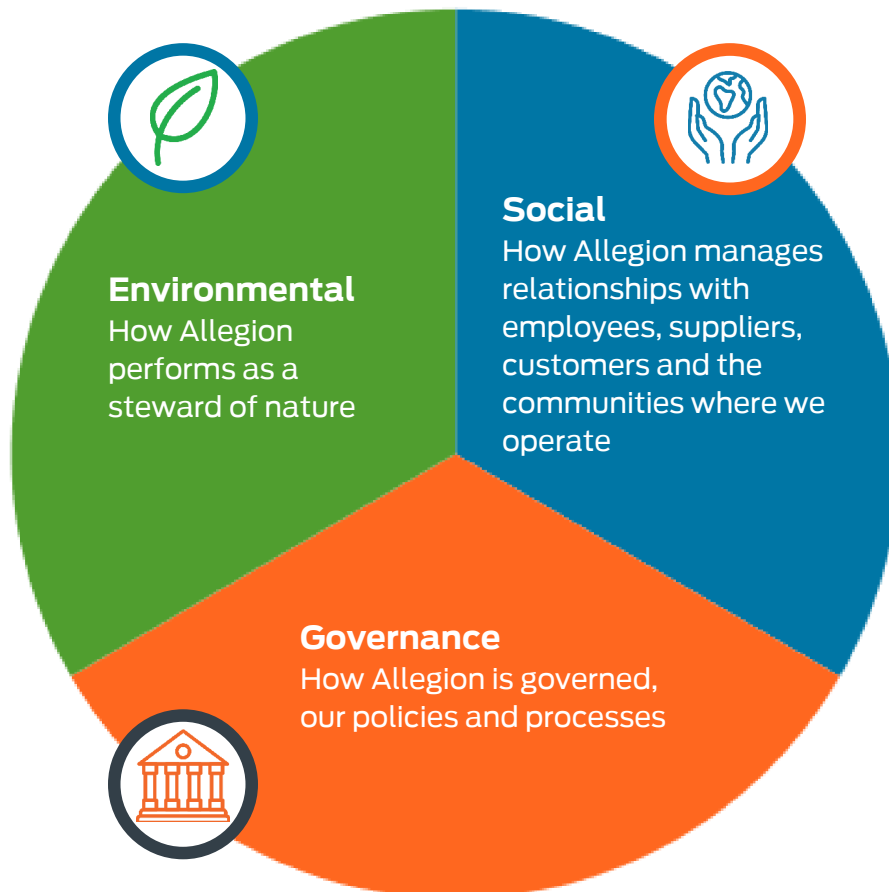 Environmental
How Allegion
performs as a
steward of nature
Social
How Allegion manages
relationships with
employees, suppliers,
customers and the
communities where we
operate
Governance
How Allegion is governed,
our policies and processes